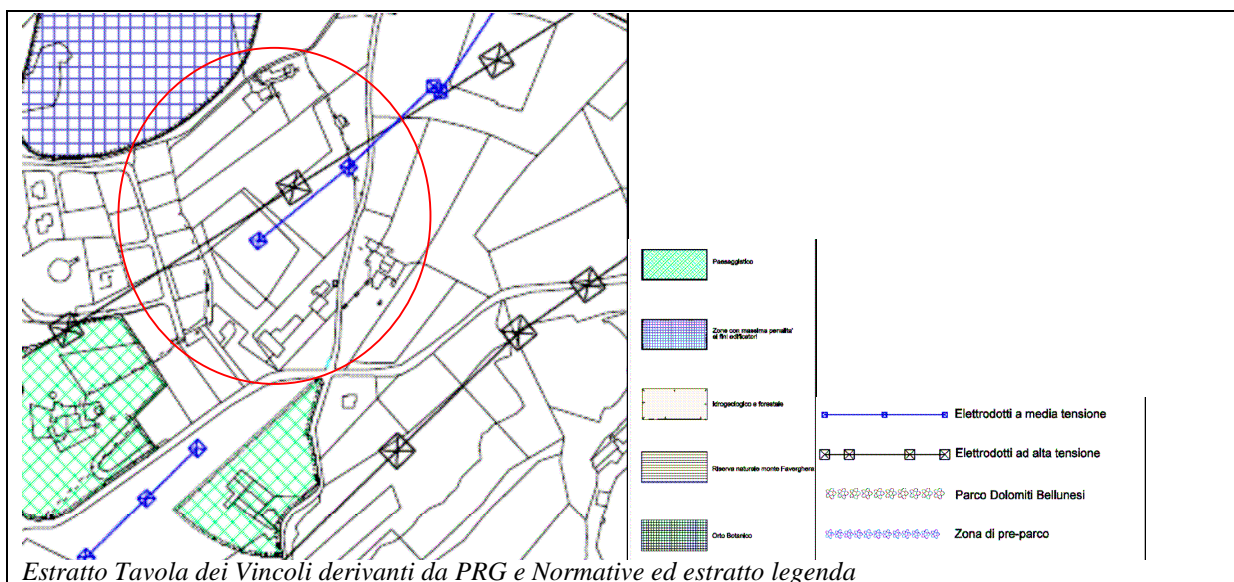 Paesaggistico
Zone con massima penalita'
ai fini edificatori
Idrogeologico e forestale
Riserva naturale monte Faverghera
Orto Botanico
Elettrodotti a media tensione
Elettrodotti ad alta tensione
Parco Dolomiti Bellunesi
Zona di pre-parco
Estratto Tavola dei Vincoli derivanti da PRG e Normative ed estratto legenda